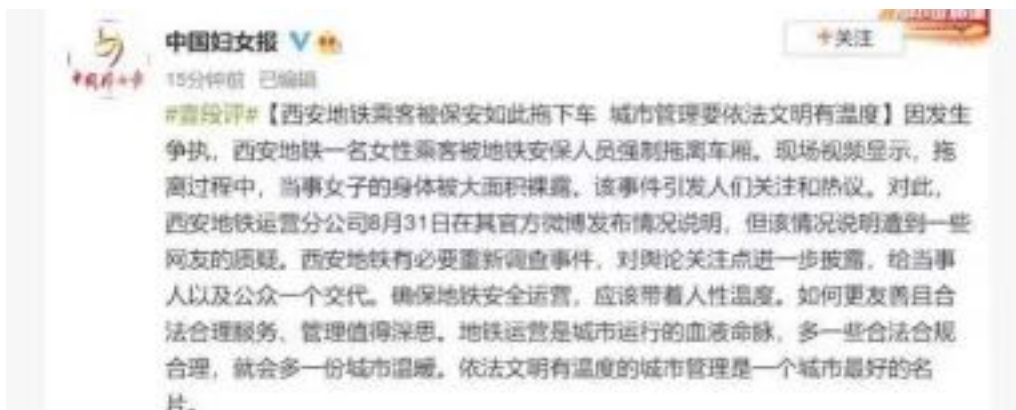 中国妇女报
+关注
15分钟前 已编辑
【西安地铁乘客被保安如此拖下车 城市管理要依法文明有温度】因发生
争执，西安地铁一名女性乘客被地铁安保人员强制拖离车厢。现场视频显示，拖
离过程中，当事女子的身体被大面积裸露。该事件引发人们关注和热议。对此，
西安地铁运营分公司8月31日在其官方微博发布情况说明，但该情况说明遭到一些
网友的质疑。西安地铁有必要重新调查事件，对舆论关注点进一步披露，给当事
人以及公众一个交代。确保地铁安全运营，应该带着人性温度。如何更友善且合
法合理服务、管理值得深思。地铁运营是城市运行的血液命脉，多一些合法合规
合理，就会多一份城市温暖。依法文明有温度的城市管理是一个城市最好的名
片。